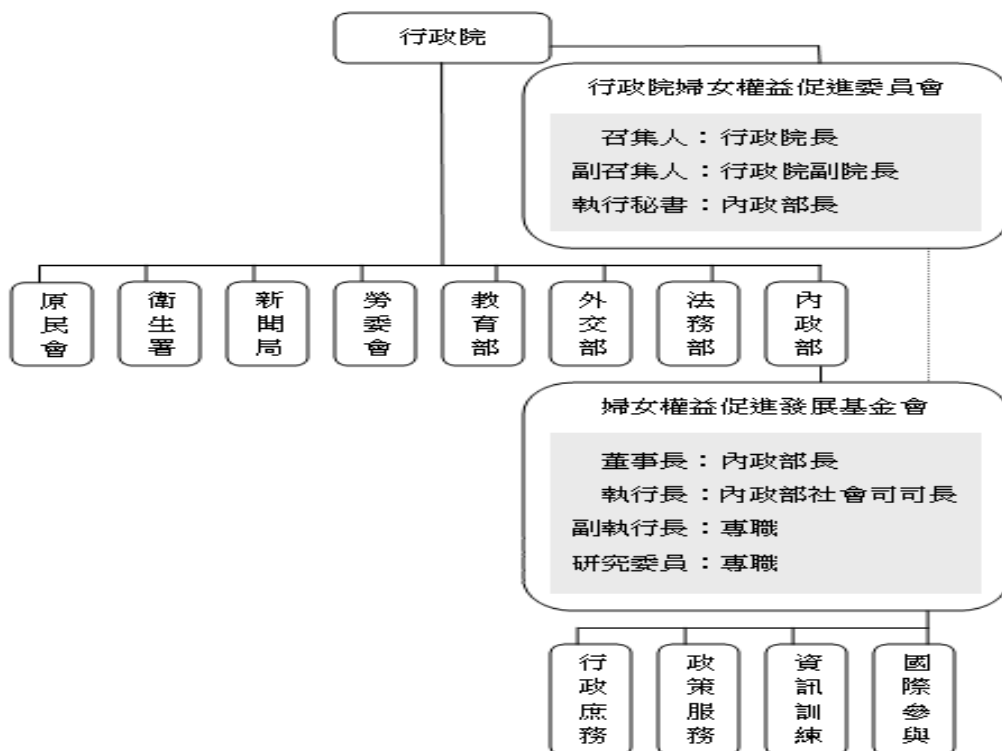 行政院
行政院婦女權益促進委員會
召集人：行政院長
副召集人：行政院副院長
執行秘書：內政部長
原民會
衛生署
新聞局
勞委會
教育部
外交部
法務部
內政部
婦女權益促進發展基金會
董事長：內政部長
執行長：內政部社會司司長
副執行長：專職
研究委員：專職
行政庶務
政策服務
資訊訓練
國際參與